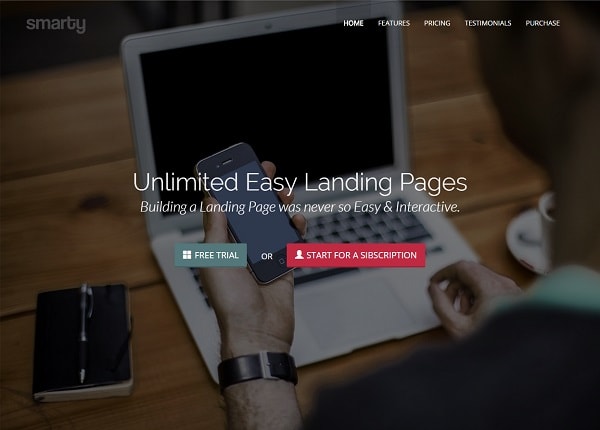 smarty
HOME FEATURES PRICING TESTIMONIALS PURCHASE
Unlimited Easy Landing Pages
Building a Landing Page was never so Easy & Interactive.
FREE TRIAL OR START FOR A SIBSCRIPTION